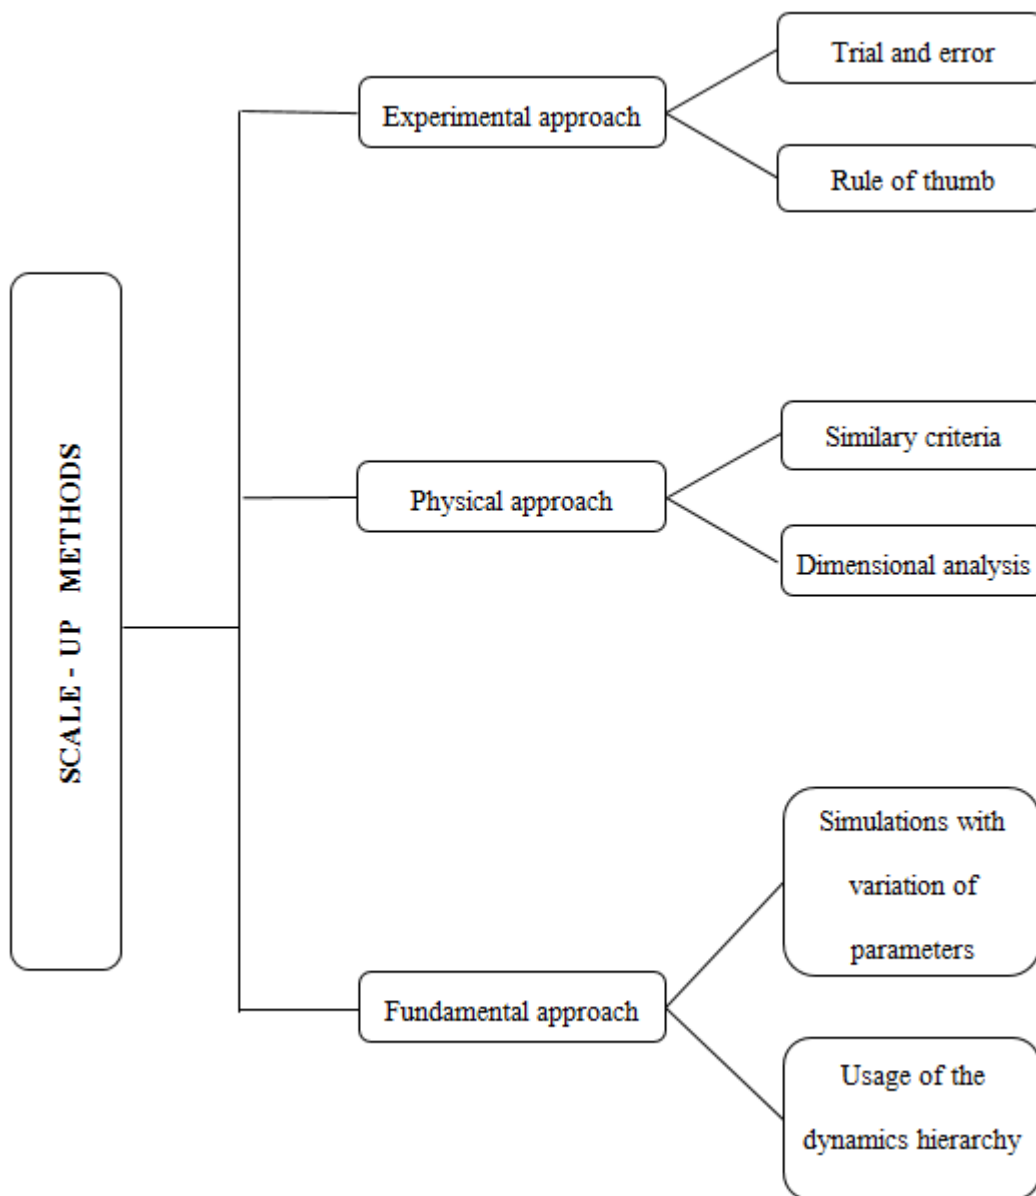 SCALE - UP METHODS
Experimental approach
Trial and error
Rule of thumb
Physical approach
Similary criteria
Dimensional analysis
Fundamental approach
Simulations with
variation of
parameters
Usage of the
dynamics hierarchy